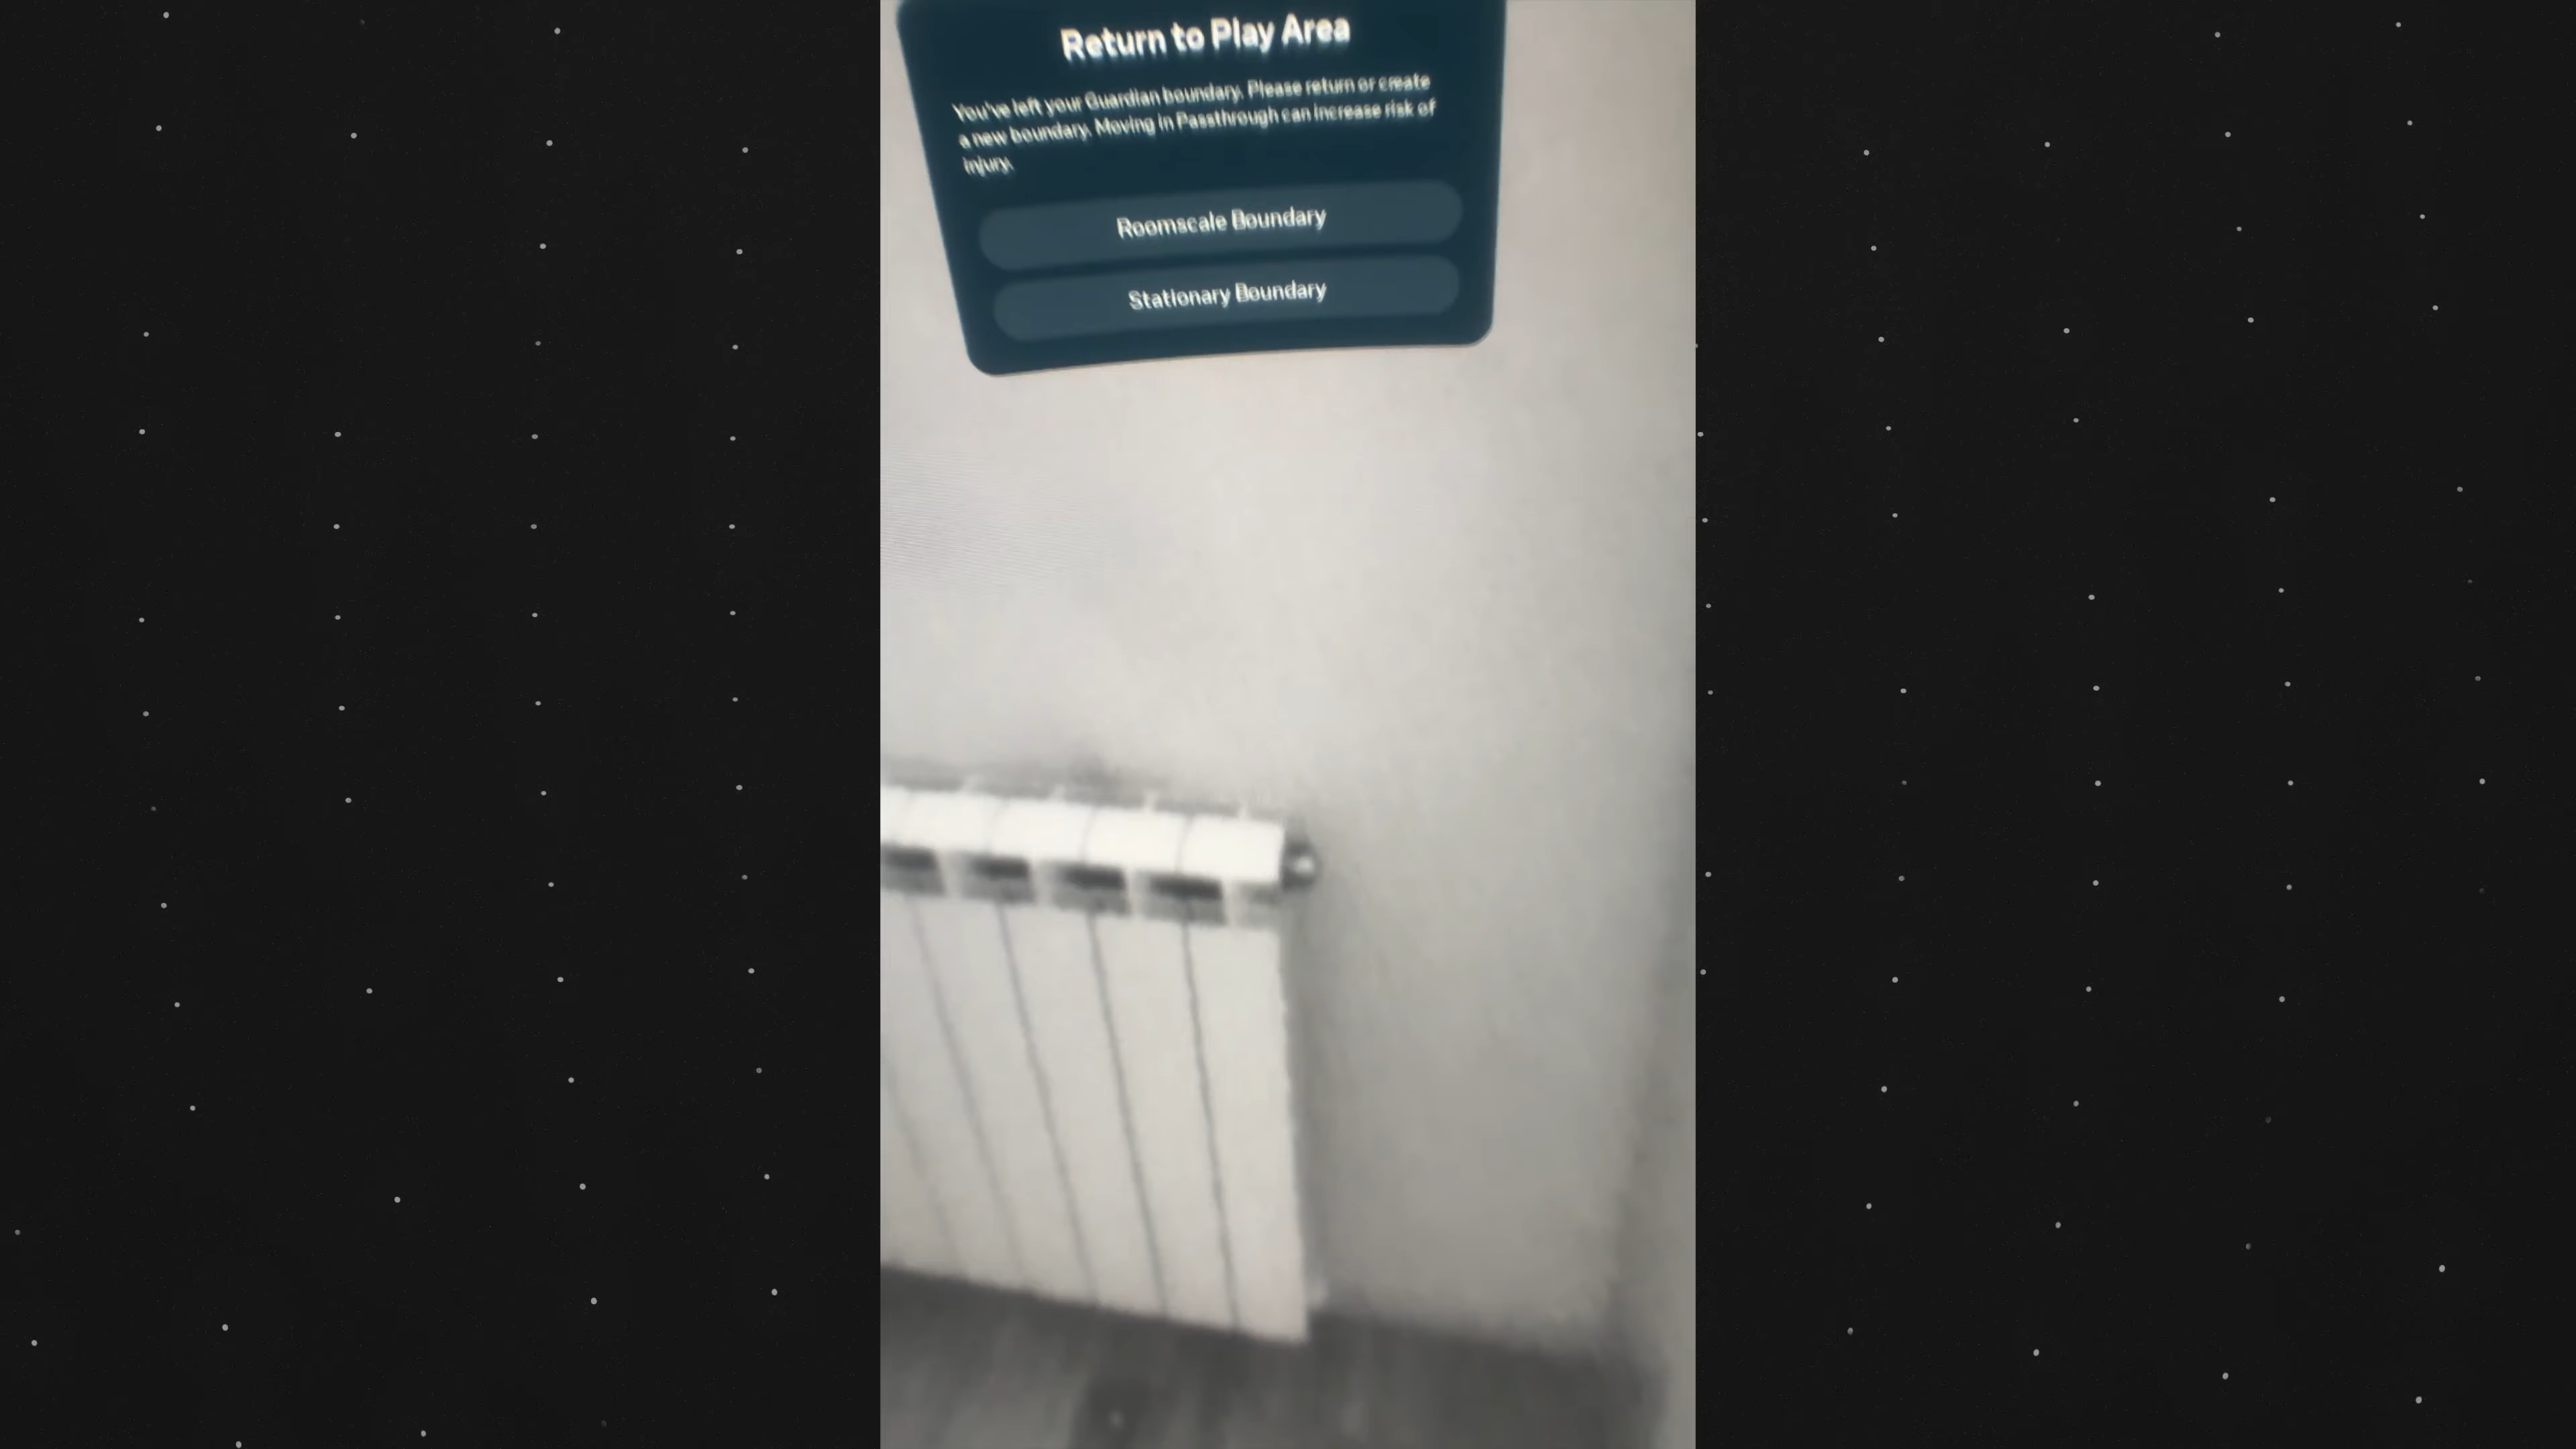 Return to Play Area
You've left your Guardian boundary. Please return or create
a new boundary. Moving in Passthrough can increase risk of
injury.
Roomscale Boundary
Stationary Boundary